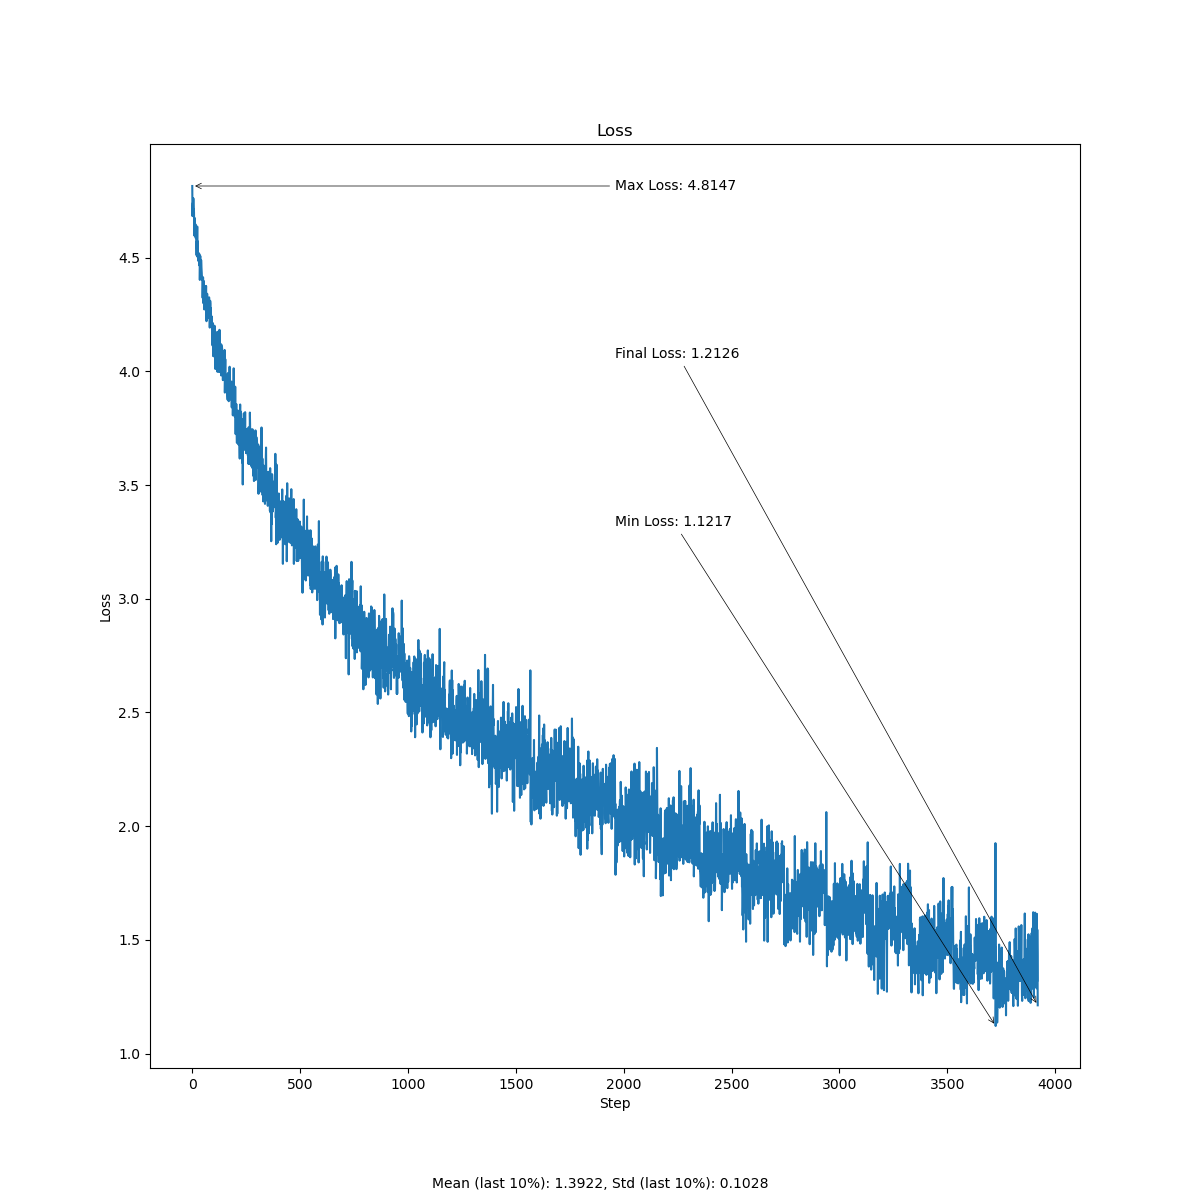 Loss
Max Loss: 4.8147
Final Loss: 1.2126
Min Loss: 1.1217
Loss
4.5
4.0
3.5
3.0
2.5
2.0
1.5
1.0
0 500 1000 1500 2000 2500 3000 3500 4000
Step
Mean (last 10%): 1.3922, Std (last 10%): 0.1028